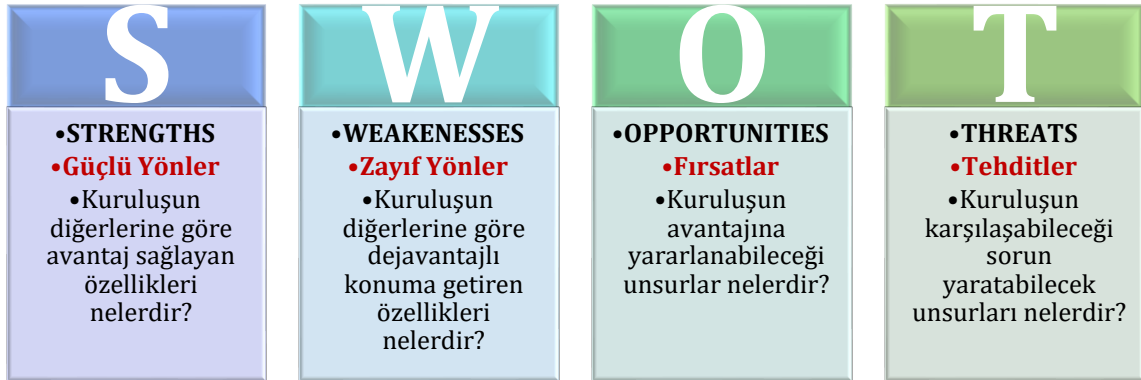 S
•STRENGTHS
•Güçlü Yönler
•Kuruluşun
diğerlerine göre
avantaj sağlayan
özellikleri
nelerdir?
W
•WEAKENESSES
•Zayıf Yönler
•Kuruluşun
diğerlerine göre
dejavantajlı
konuma getiren
özellikleri
nelerdir?
O
•OPPORTUNITIES
•Fırsatlar
•Kuruluşun
avantajına
yararlanabileceği
unsurlar nelerdir?
T
•THREATS
•Tehditler
•Kuruluşun
karşılaşabileceği
sorun
yaratabilecek
unsurları nelerdir?